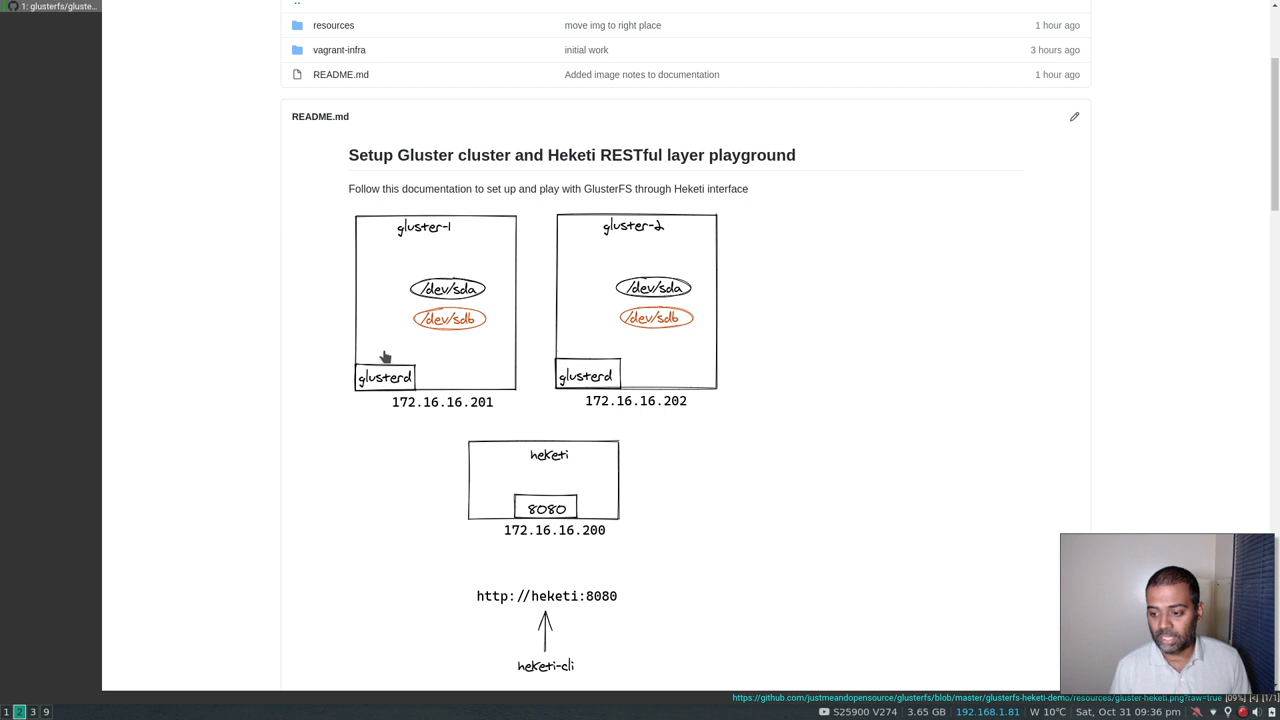 1: glusterfs/gluste...
..
resources move img to right place 1 hour ago
vagrant-infra initial work 3 hours ago
README.md Added image notes to documentation 1 hour ago
README.md
Setup Gluster cluster and Heketi RESTful layer playground
Follow this documentation to set up and play with GlusterFS through Heketi interface
gluster-1 gluster-2
/dev/sda /dev/sda
/dev/sdb /dev/sdb
glusterd glusterd
172.16.16.201 172.16.16.202
heketi
8080
172.16.16.200
http://heketi:8080
heketi-cli
https://github.com/justmeandopensource/glusterfs/blob/master/glusterfs-heketi-demo/resources/gluster-heketi.png?raw=true [09%] [<] [1/1]
1 2 3 9 S25900 V274 3.65 GB 192.168.1.81 W 10°C Sat, Oct 31 09:36 pm